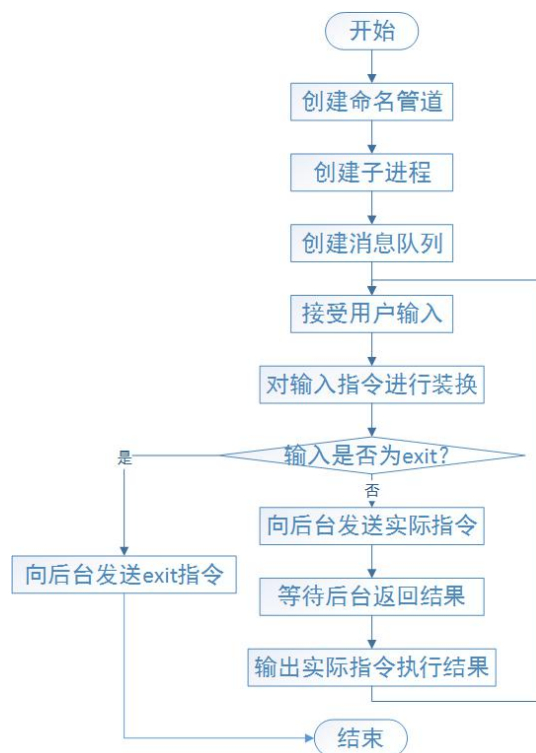 开始
创建命名管道
创建子进程
创建消息队列
接受用户输入
对输入指令进行装换
输入是否为exit?
是
否
向后台发送实际指令
向后台发送exit指令
等待后台返回结果
输出实际指令执行结果
结束